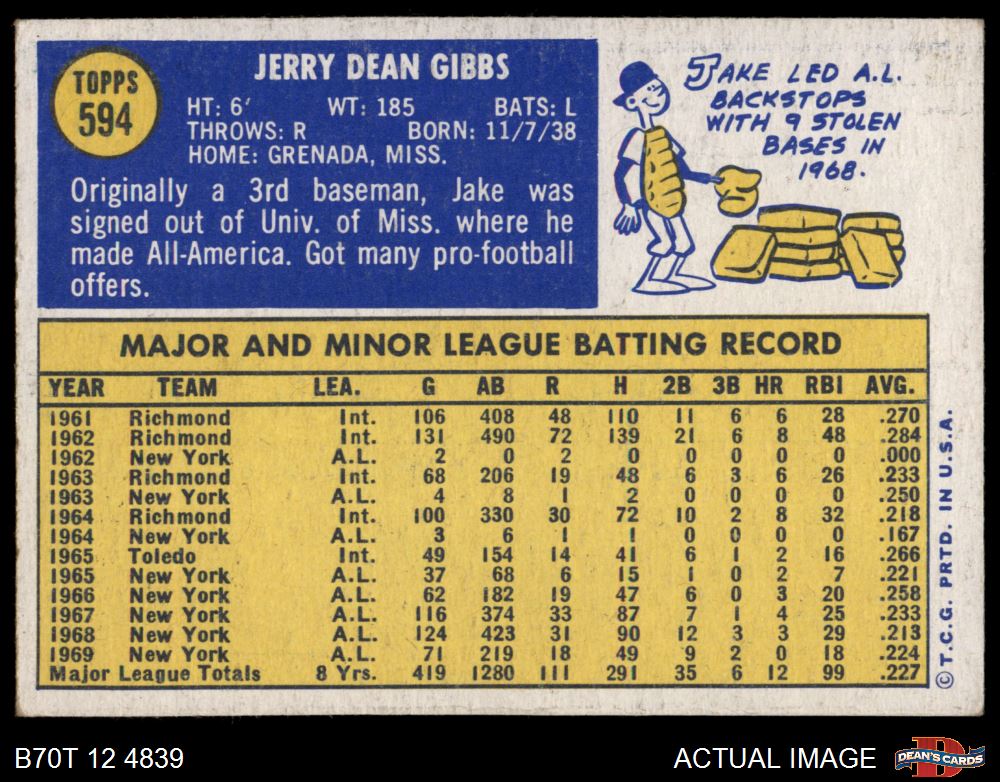 TOPPS
594
JERRY DEAN GIBBS
HT: 6' WT: 185 BATS: L
THROWS: R BORN: 11/7/38
HOME: GRENADA, MISS.
Originally a 3rd baseman, Jake was
signed out of Univ. of Miss. where he
made All-America. Got many pro-football
offers.
JAKE LED A.L.
BACKSTOPS
WITH 9 STOLEN
BASES IN
1968.
MAJOR AND MINOR LEAGUE BATTING RECORD
YEAR TEAM LEA. G AB R H 2B 3B HR RBI AVG.
1961 Richmond Int. 106 408 48 110 11 6 6 28 .270
1962 Richmond Int. 131 490 72 139 21 6 8 48 .284
1962 New York A.L. 2 0 2 0 0 0 0 0 .000
1963 Richmond Int. 68 206 19 48 6 3 6 26 .233
1963 New York A.L. 4 8 1 2 0 0 0 0 .250
1964 Richmond Int. 100 330 30 72 10 2 8 32 .218
1964 New York A.L. 3 6 1 1 0 0 0 0 .167
1965 Toledo Int. 49 154 14 41 6 1 2 16 .266
1965 New York A.L. 37 68 6 15 1 0 2 7 .221
1966 New York A.L. 62 182 19 47 6 0 3 20 .258
1967 New York A.L. 116 374 33 87 7 1 4 25 .233
1968 New York A.L. 124 423 31 90 12 3 3 29 .213
1969 New York A.L. 71 219 18 49 9 2 0 18 .224
Major League Totals 8 Yrs. 419 1280 111 291 35 6 12 99 .227
© T.C.G. PRTD. IN U.S.A.
B70T 12 4839
ACTUAL IMAGE
D
DEAN'S CARDS